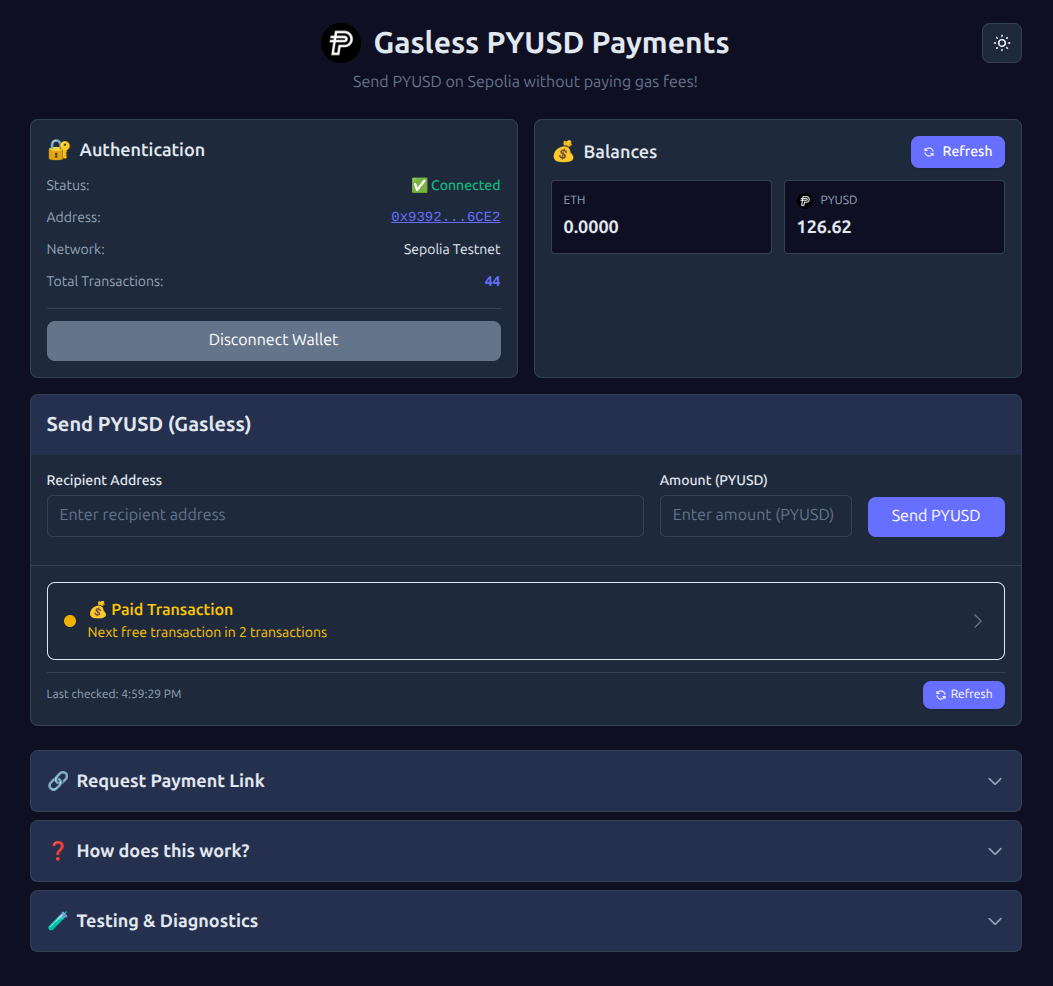 Gasless PYUSD Payments
Send PYUSD on Sepolia without paying gas fees!
🔐 Authentication
Status: ✅ Connected
Address: 0x9392...6CE2
Network: Sepolia Testnet
Total Transactions: 44
Disconnect Wallet
💰 Balances
Refresh
ETH
0.0000
PYUSD
126.62
Send PYUSD (Gasless)
Recipient Address
Enter recipient address
Amount (PYUSD)
Enter amount (PYUSD)
Send PYUSD
💰 Paid Transaction
Next free transaction in 2 transactions
Last checked: 4:59:29 PM
Refresh
🔗 Request Payment Link
❓ How does this work?
🧪 Testing & Diagnostics